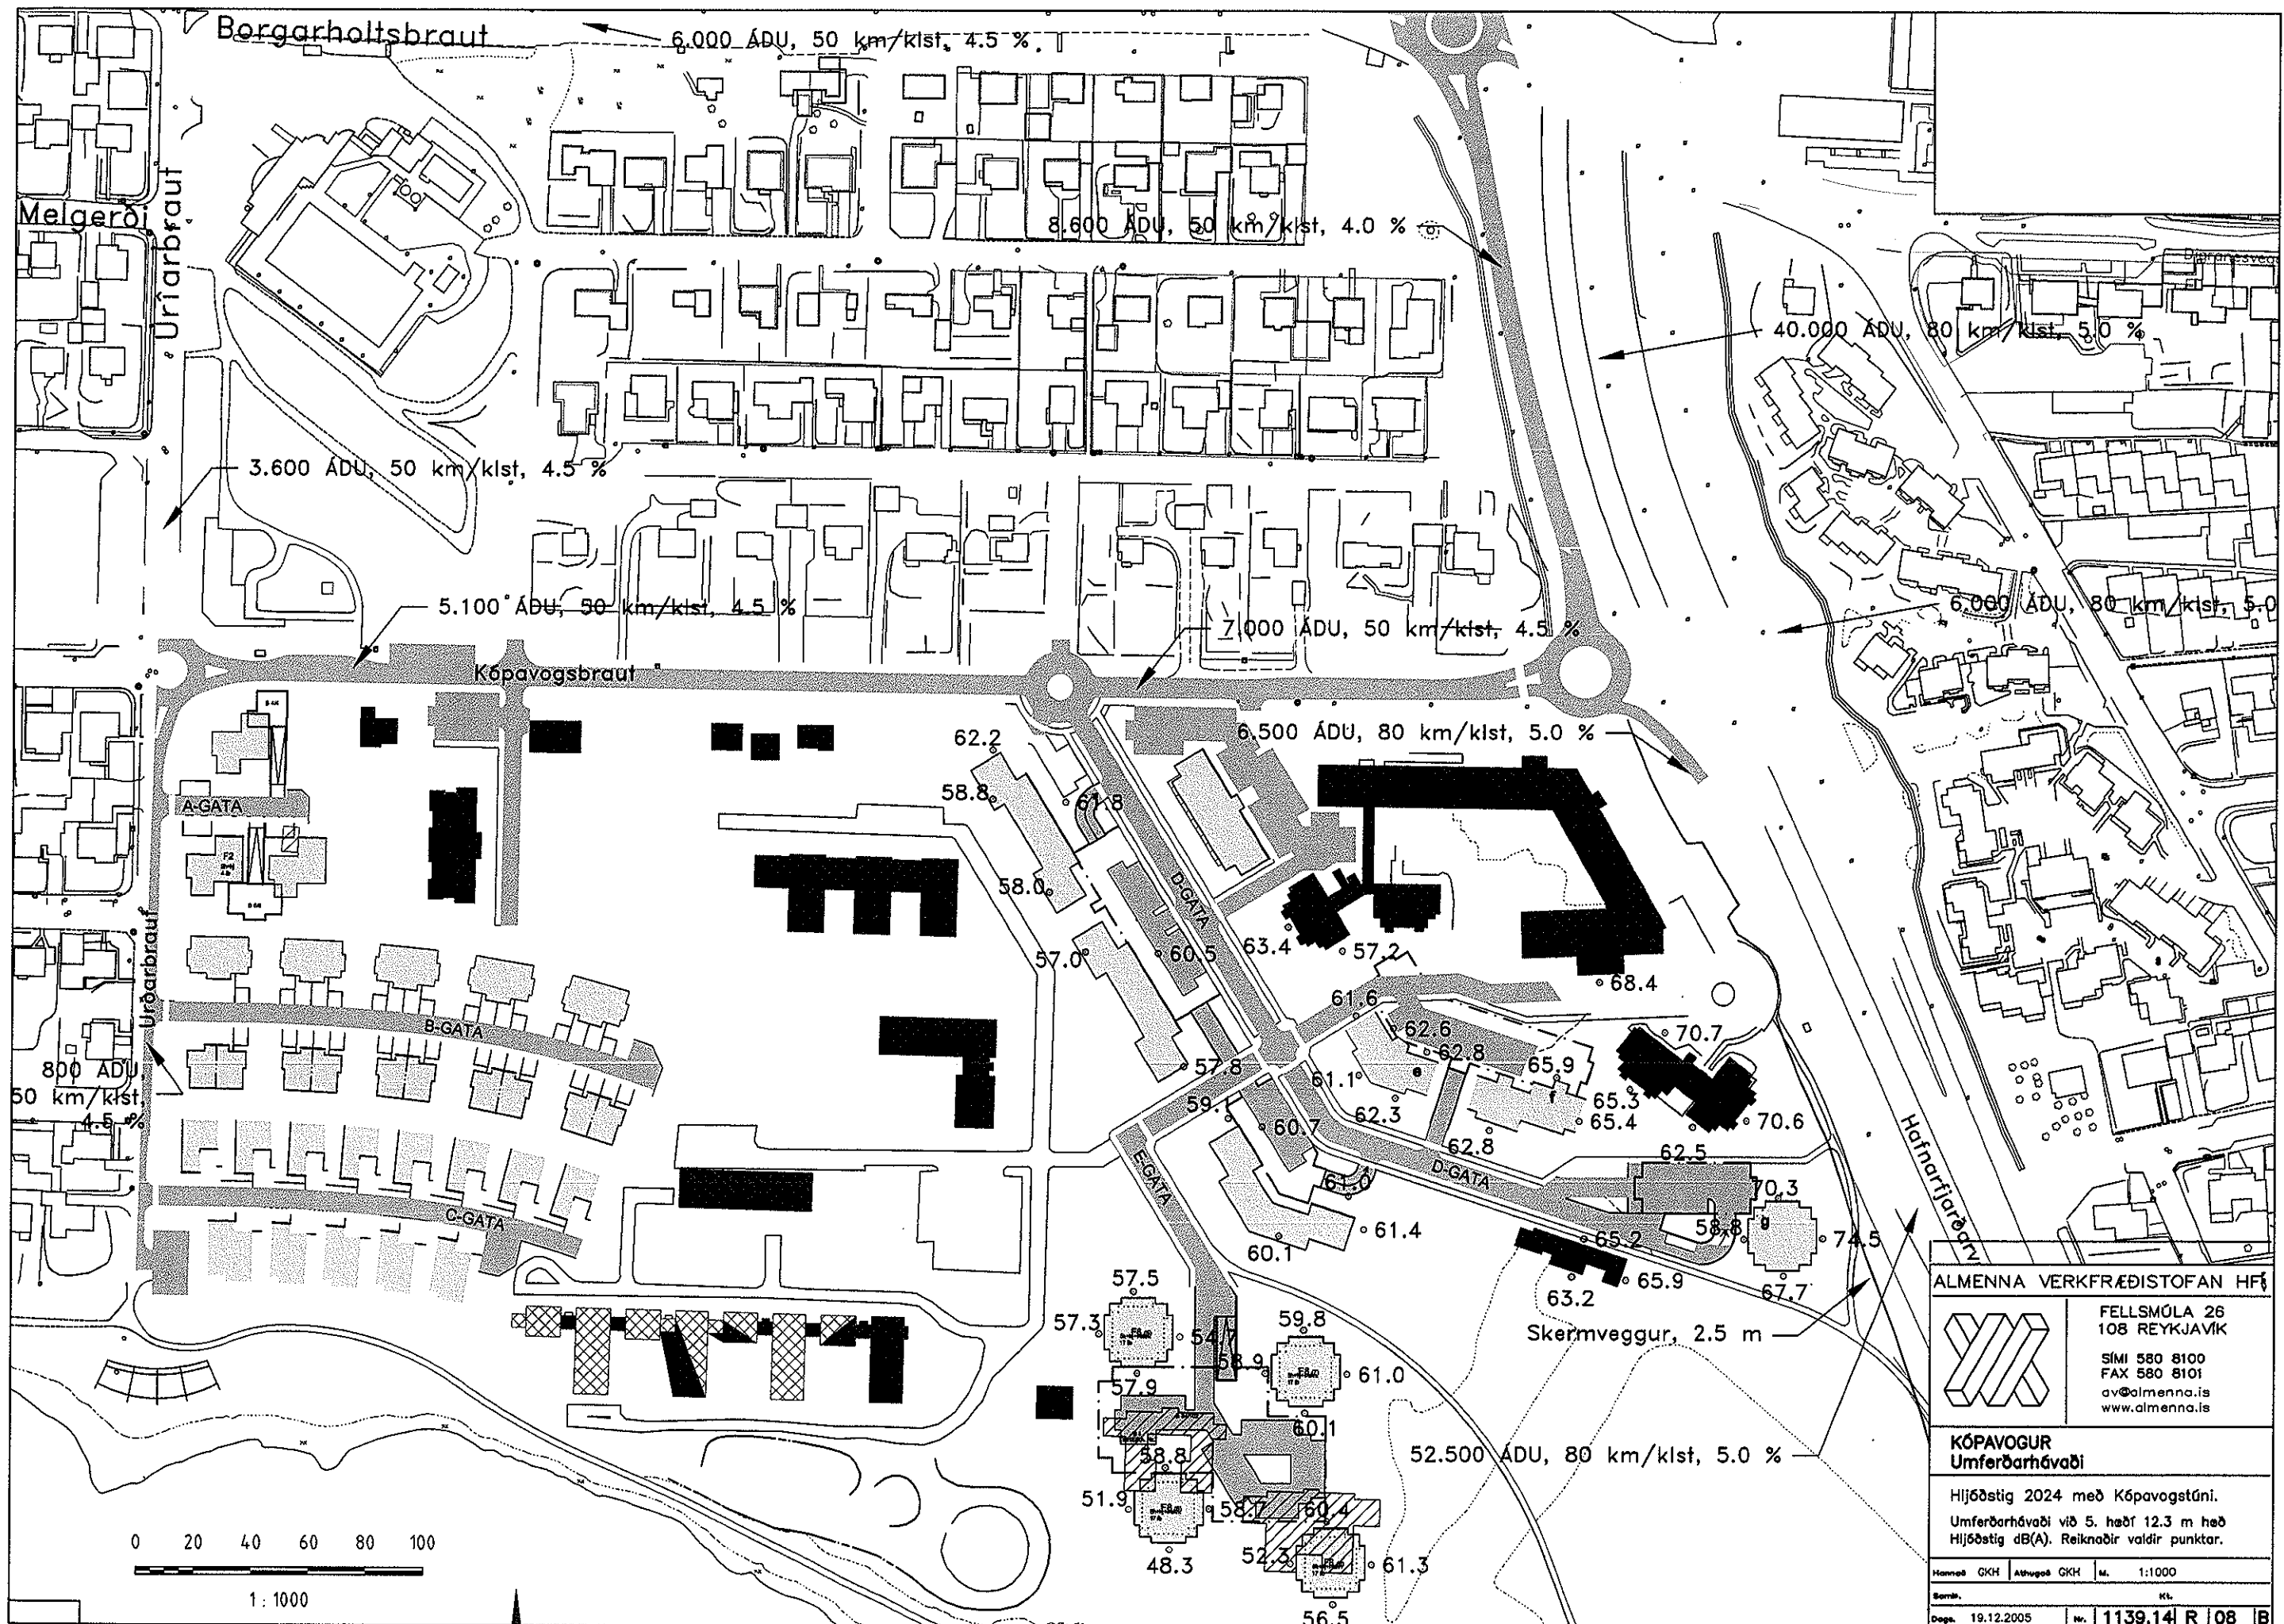 Borgarholtsbraut
6.000 ÁDU, 50 km/klst, 4.5 %
Melgerði
Urîarbraut
8.600 ÁDU, 50 km/klst, 4.0 %
40.000 ÁDU, 80 km/klst, 5.0 %
3.600 ÁDU, 50 km/klst, 4.5 %
5.100 ÁDU, 50 km/klst, 4.5 %
7.000 ÁDU, 50 km/klst, 4.5 %
6.000 ÁDU, 80 km/klst, 5.0
Kópavogsbraut
6.500 ÁDU, 80 km/klst, 5.0 %
62.2
58.8
61.8
A-GATA
F2
58.0
D-GATA
63.4
57.2
57.0
60.5
68.4
Urðarbraut
B-GATA
61.6
62.6
62.8
70.7
65.9
800 ÁDU,
50 km/klst,
4.5 %
57.8
61.1
e
f
65.3
59.1
62.3
65.4
70.6
60.7
62.8
62.5
Hafnarfjarðarv
E-GATA
D-GATA
61.0
70.3
C-GATA
61.4
58.8
g
74.5
60.1
65.2
65.9
63.2
67.7
57.5
57.3
54.7
59.8
58.9
61.0
57.9
60.1
Skermveggur, 2.5 m
52.500 ÁDU, 80 km/klst, 5.0 %
58.8
51.9
58.7
60.4
48.3
52.3
61.3
56.5
0 20 40 60 80 100
1 : 1000
ALMENNA VERKFRÆÐISTOFAN HF
FELLSMÚLA 26
108 REYKJAVÍK
SÍMI 580 8100
FAX 580 8101
av@almenna.is
www.almenna.is
KÓPAVOGUR
Umferðarhávaði
Hljóðstig 2024 með Kópavogstúni.
Umferðarhávaði við 5. hæð í 12.3 m hæð
Hljóðstig dB(A). Reiknaðir valdir punktar.
Hannað GKH Athugað GKH M. 1:1000
Samþ. Kt.
Dags. 19.12.2005 Nr. 1139.14 R 08 B